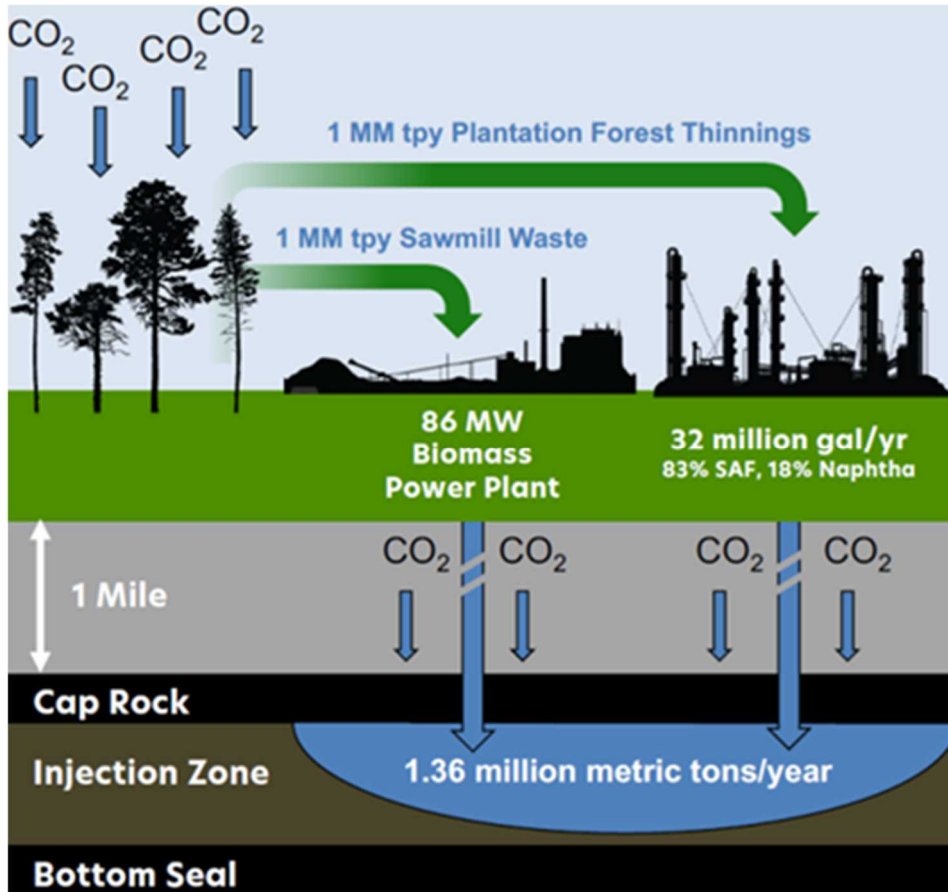 CO₂
CO₂
CO₂
CO₂
1 MM tpy Plantation Forest Thinnings
1 MM tpy Sawmill Waste
86 MW
Biomass
Power Plant
32 million gal/yr
83% SAF, 18% Naphtha
CO₂
CO₂
CO₂
CO₂
1 Mile
Cap Rock
Injection Zone
1.36 million metric tons/year
Bottom Seal